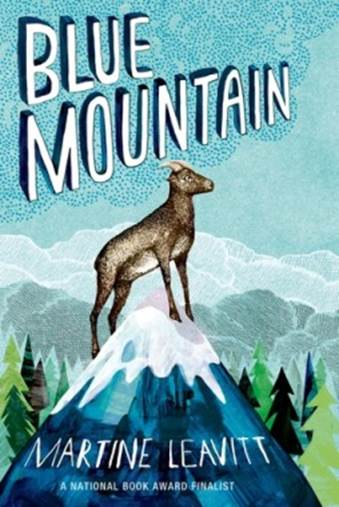 BLUE
MOUNTAIN
MARTINE LEAVITT
A NATIONAL BOOK AWARD FINALIST